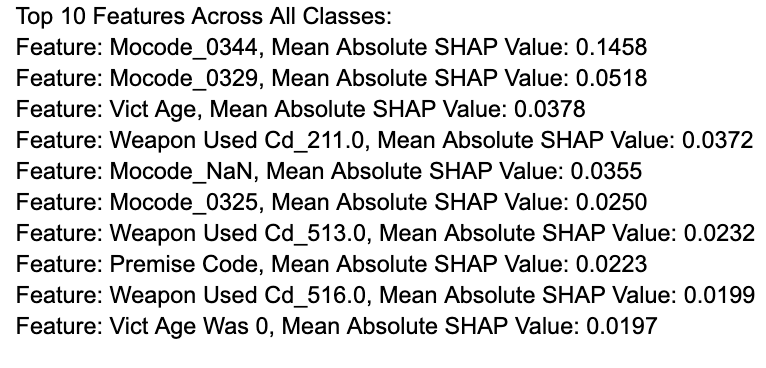 Top 10 Features Across All Classes:
Feature: Mocode_0344, Mean Absolute SHAP Value: 0.1458
Feature: Mocode_0329, Mean Absolute SHAP Value: 0.0518
Feature: Vict Age, Mean Absolute SHAP Value: 0.0378
Feature: Weapon Used Cd_211.0, Mean Absolute SHAP Value: 0.0372
Feature: Mocode_NaN, Mean Absolute SHAP Value: 0.0355
Feature: Mocode_0325, Mean Absolute SHAP Value: 0.0250
Feature: Weapon Used Cd_513.0, Mean Absolute SHAP Value: 0.0232
Feature: Premise Code, Mean Absolute SHAP Value: 0.0223
Feature: Weapon Used Cd_516.0, Mean Absolute SHAP Value: 0.0199
Feature: Vict Age Was 0, Mean Absolute SHAP Value: 0.0197